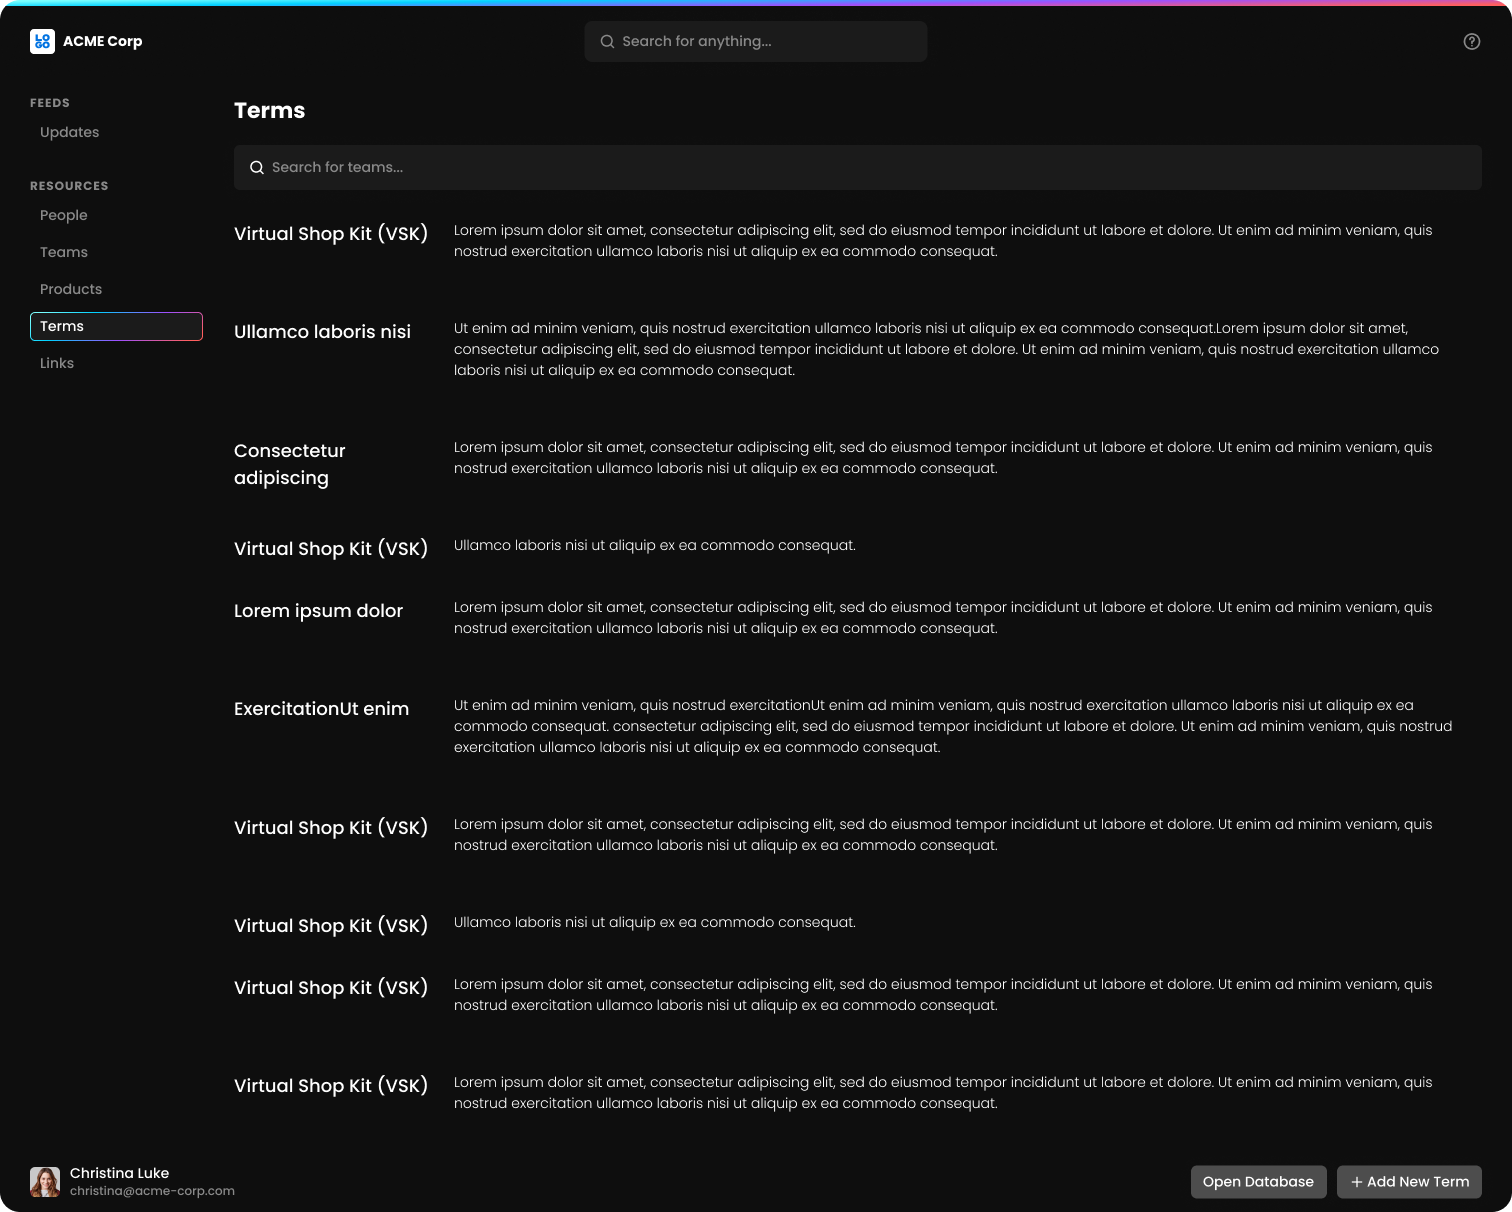 LOGO ACME Corp
Search for anything...
FEEDS
Updates
RESOURCES
People
Teams
Products
Terms
Links
Terms
Search for teams...
Virtual Shop Kit (VSK)
Lorem ipsum dolor sit amet, consectetur adipiscing elit, sed do eiusmod tempor incididunt ut labore et dolore. Ut enim ad minim veniam, quis
nostrud exercitation ullamco laboris nisi ut aliquip ex ea commodo consequat.
Ullamco laboris nisi
Ut enim ad minim veniam, quis nostrud exercitation ullamco laboris nisi ut aliquip ex ea commodo consequat.Lorem ipsum dolor sit amet,
consectetur adipiscing elit, sed do eiusmod tempor incididunt ut labore et dolore. Ut enim ad minim veniam, quis nostrud exercitation ullamco
laboris nisi ut aliquip ex ea commodo consequat.
Consectetur
adipiscing
Lorem ipsum dolor sit amet, consectetur adipiscing elit, sed do eiusmod tempor incididunt ut labore et dolore. Ut enim ad minim veniam, quis
nostrud exercitation ullamco laboris nisi ut aliquip ex ea commodo consequat.
Virtual Shop Kit (VSK)
Ullamco laboris nisi ut aliquip ex ea commodo consequat.
Lorem ipsum dolor
Lorem ipsum dolor sit amet, consectetur adipiscing elit, sed do eiusmod tempor incididunt ut labore et dolore. Ut enim ad minim veniam, quis
nostrud exercitation ullamco laboris nisi ut aliquip ex ea commodo consequat.
ExercitationUt enim
Ut enim ad minim veniam, quis nostrud exercitationUt enim ad minim veniam, quis nostrud exercitation ullamco laboris nisi ut aliquip ex ea
commodo consequat. consectetur adipiscing elit, sed do eiusmod tempor incididunt ut labore et dolore. Ut enim ad minim veniam, quis nostrud
exercitation ullamco laboris nisi ut aliquip ex ea commodo consequat.
Virtual Shop Kit (VSK)
Lorem ipsum dolor sit amet, consectetur adipiscing elit, sed do eiusmod tempor incididunt ut labore et dolore. Ut enim ad minim veniam, quis
nostrud exercitation ullamco laboris nisi ut aliquip ex ea commodo consequat.
Virtual Shop Kit (VSK)
Ullamco laboris nisi ut aliquip ex ea commodo consequat.
Virtual Shop Kit (VSK)
Lorem ipsum dolor sit amet, consectetur adipiscing elit, sed do eiusmod tempor incididunt ut labore et dolore. Ut enim ad minim veniam, quis
nostrud exercitation ullamco laboris nisi ut aliquip ex ea commodo consequat.
Virtual Shop Kit (VSK)
Lorem ipsum dolor sit amet, consectetur adipiscing elit, sed do eiusmod tempor incididunt ut labore et dolore. Ut enim ad minim veniam, quis
nostrud exercitation ullamco laboris nisi ut aliquip ex ea commodo consequat.
Christina Luke
christina@acme-corp.com
Open Database
+ Add New Term